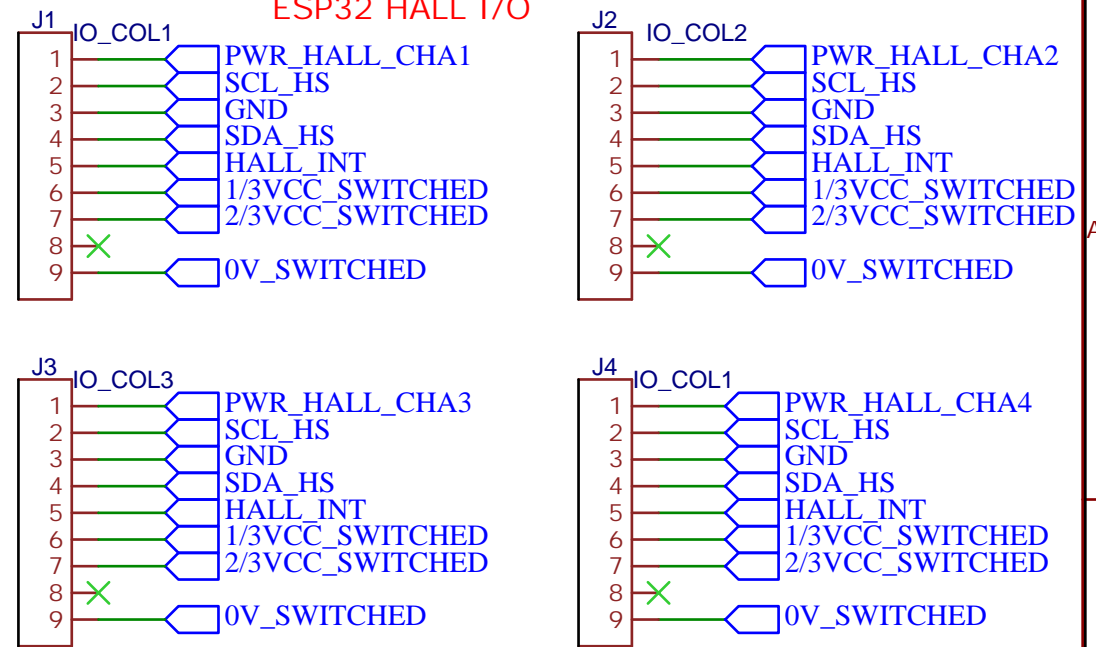 ESP32 HALL I/O
J1
IO_COL1
1 PWR_HALL_CHA1
2 SCL_HS
3 GND
4 SDA_HS
5 HALL_INT
6 1/3VCC_SWITCHED
7 2/3VCC_SWITCHED
8
9 0V_SWITCHED
J2
IO_COL2
1 PWR_HALL_CHA2
2 SCL_HS
3 GND
4 SDA_HS
5 HALL_INT
6 1/3VCC_SWITCHED
7 2/3VCC_SWITCHED
8
9 0V_SWITCHED
A
J3
IO_COL3
1 PWR_HALL_CHA3
2 SCL_HS
3 GND
4 SDA_HS
5 HALL_INT
6 1/3VCC_SWITCHED
7 2/3VCC_SWITCHED
8
9 0V_SWITCHED
J4
IO_COL1
1 PWR_HALL_CHA4
2 SCL_HS
3 GND
4 SDA_HS
5 HALL_INT
6 1/3VCC_SWITCHED
7 2/3VCC_SWITCHED
8
9 0V_SWITCHED